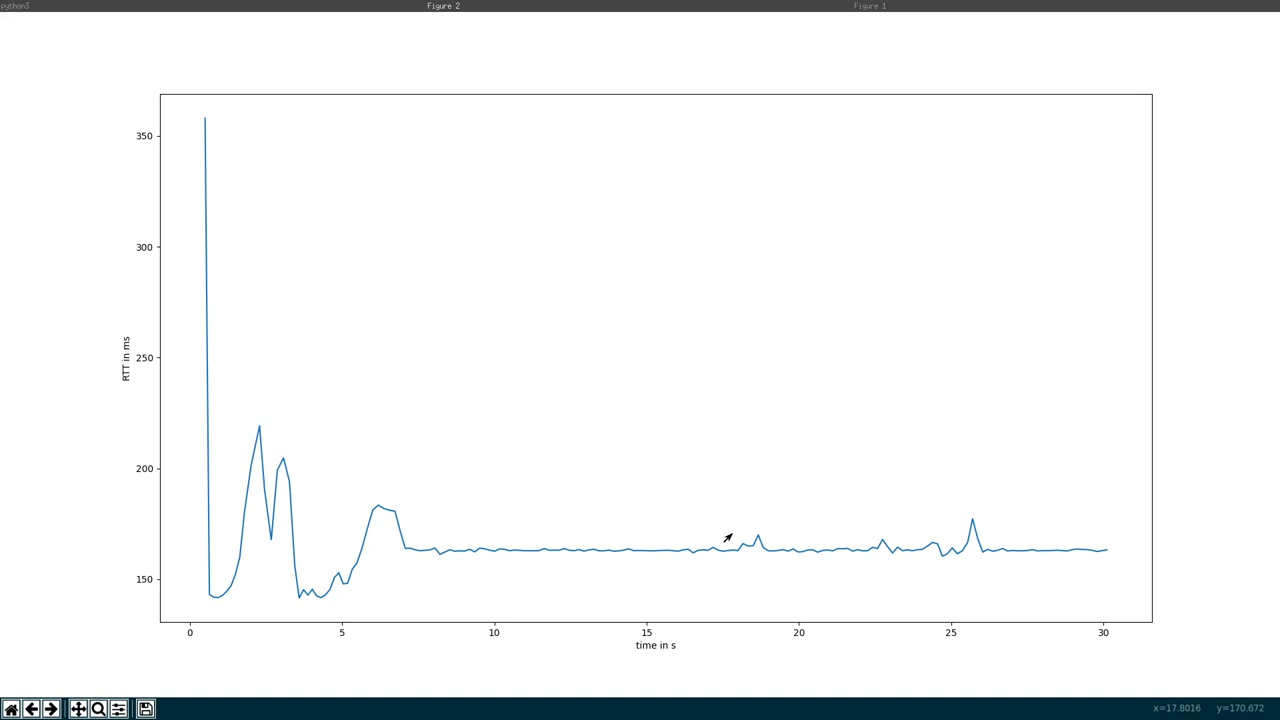 python3
Figure 2
Figure 1
350
300
250
200
150
RTT in ms
0
5
10
15
20
25
30
time in s
x=17.8016 y=170.672